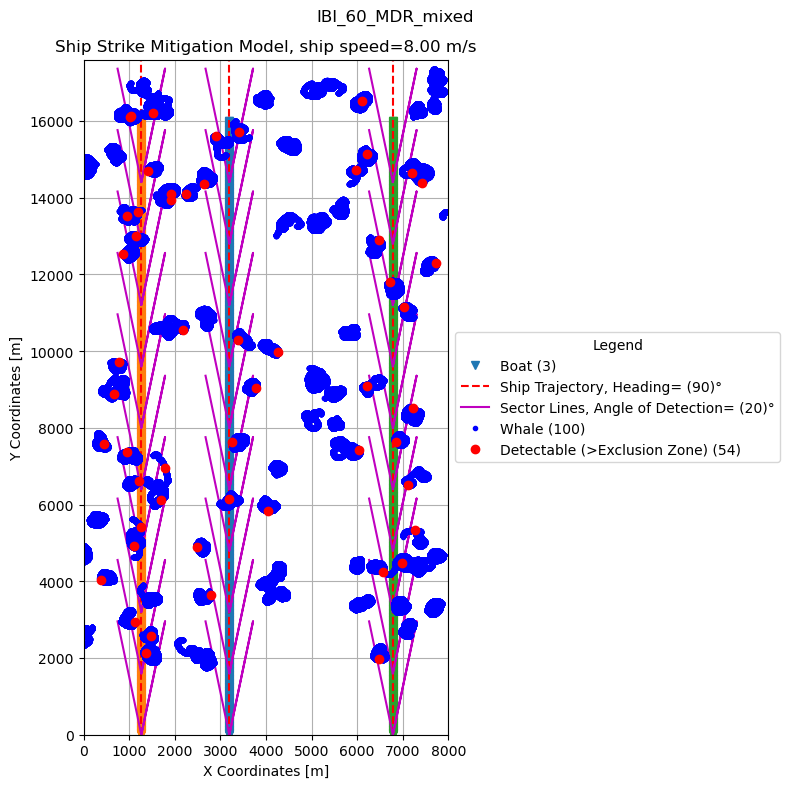 IBI_60_MDR_mixed
Ship Strike Mitigation Model, ship speed=8.00 m/s
16000
14000
12000
10000
8000
6000
4000
2000
0
Y Coordinates [m]
0 1000 2000 3000 4000 5000 6000 7000 8000
X Coordinates [m]
Legend
Boat (3)
Ship Trajectory, Heading= (90)°
Sector Lines, Angle of Detection= (20)°
Whale (100)
Detectable (>Exclusion Zone) (54)